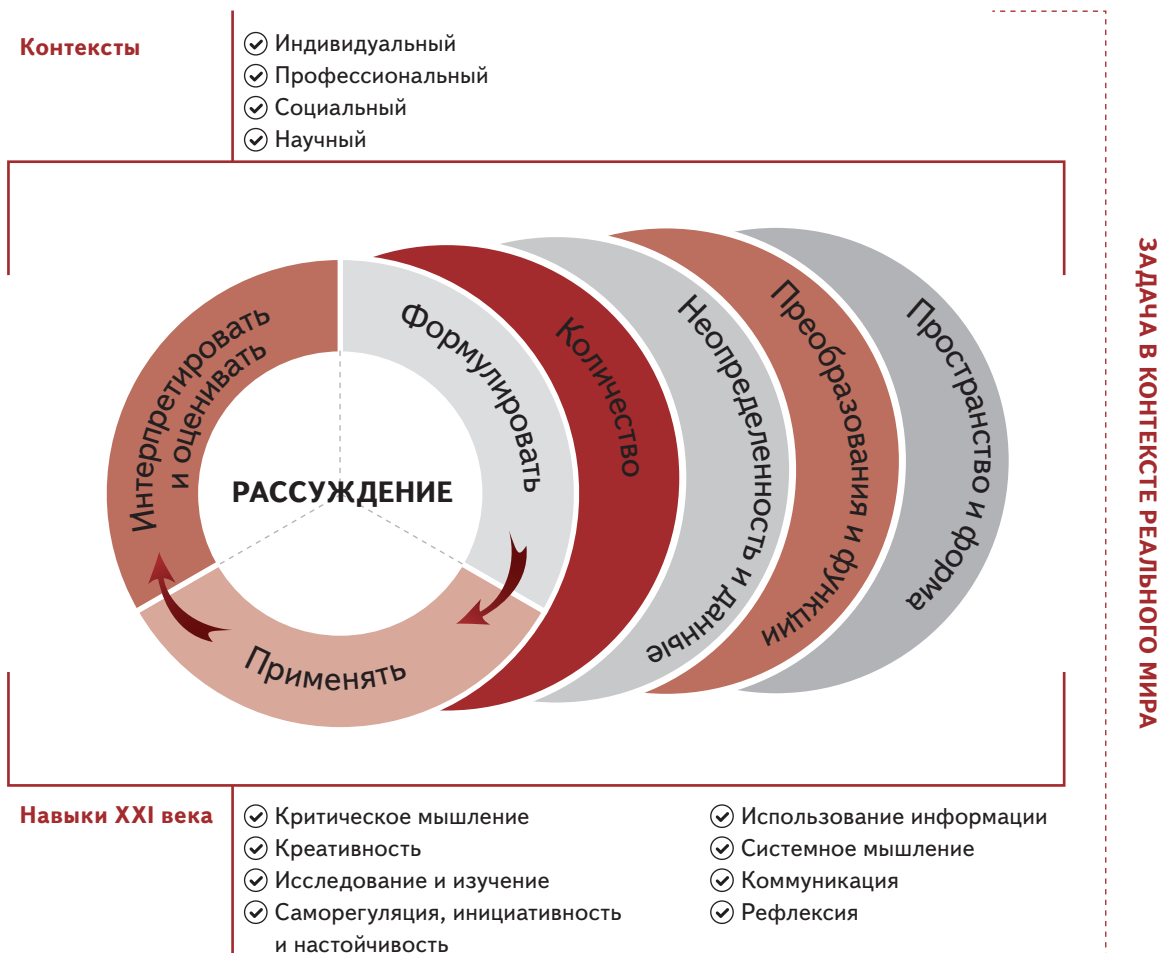 Контексты
Индивидуальный
Профессиональный
Социальный
Научный
Интерпретировать
и оценивать
Формулировать
Применять
РАССУЖДЕНИЕ
Количество
Неопределенность и данные
Преобразования и функции
Пространство и форма
ЗАДАЧА В КОНТЕКСТЕ РЕАЛЬНОГО МИРА
Навыки XXI века
Критическое мышление
Креативность
Исследование и изучение
Саморегуляция, инициативность
и настойчивость
Использование информации
Системное мышление
Коммуникация
Рефлексия